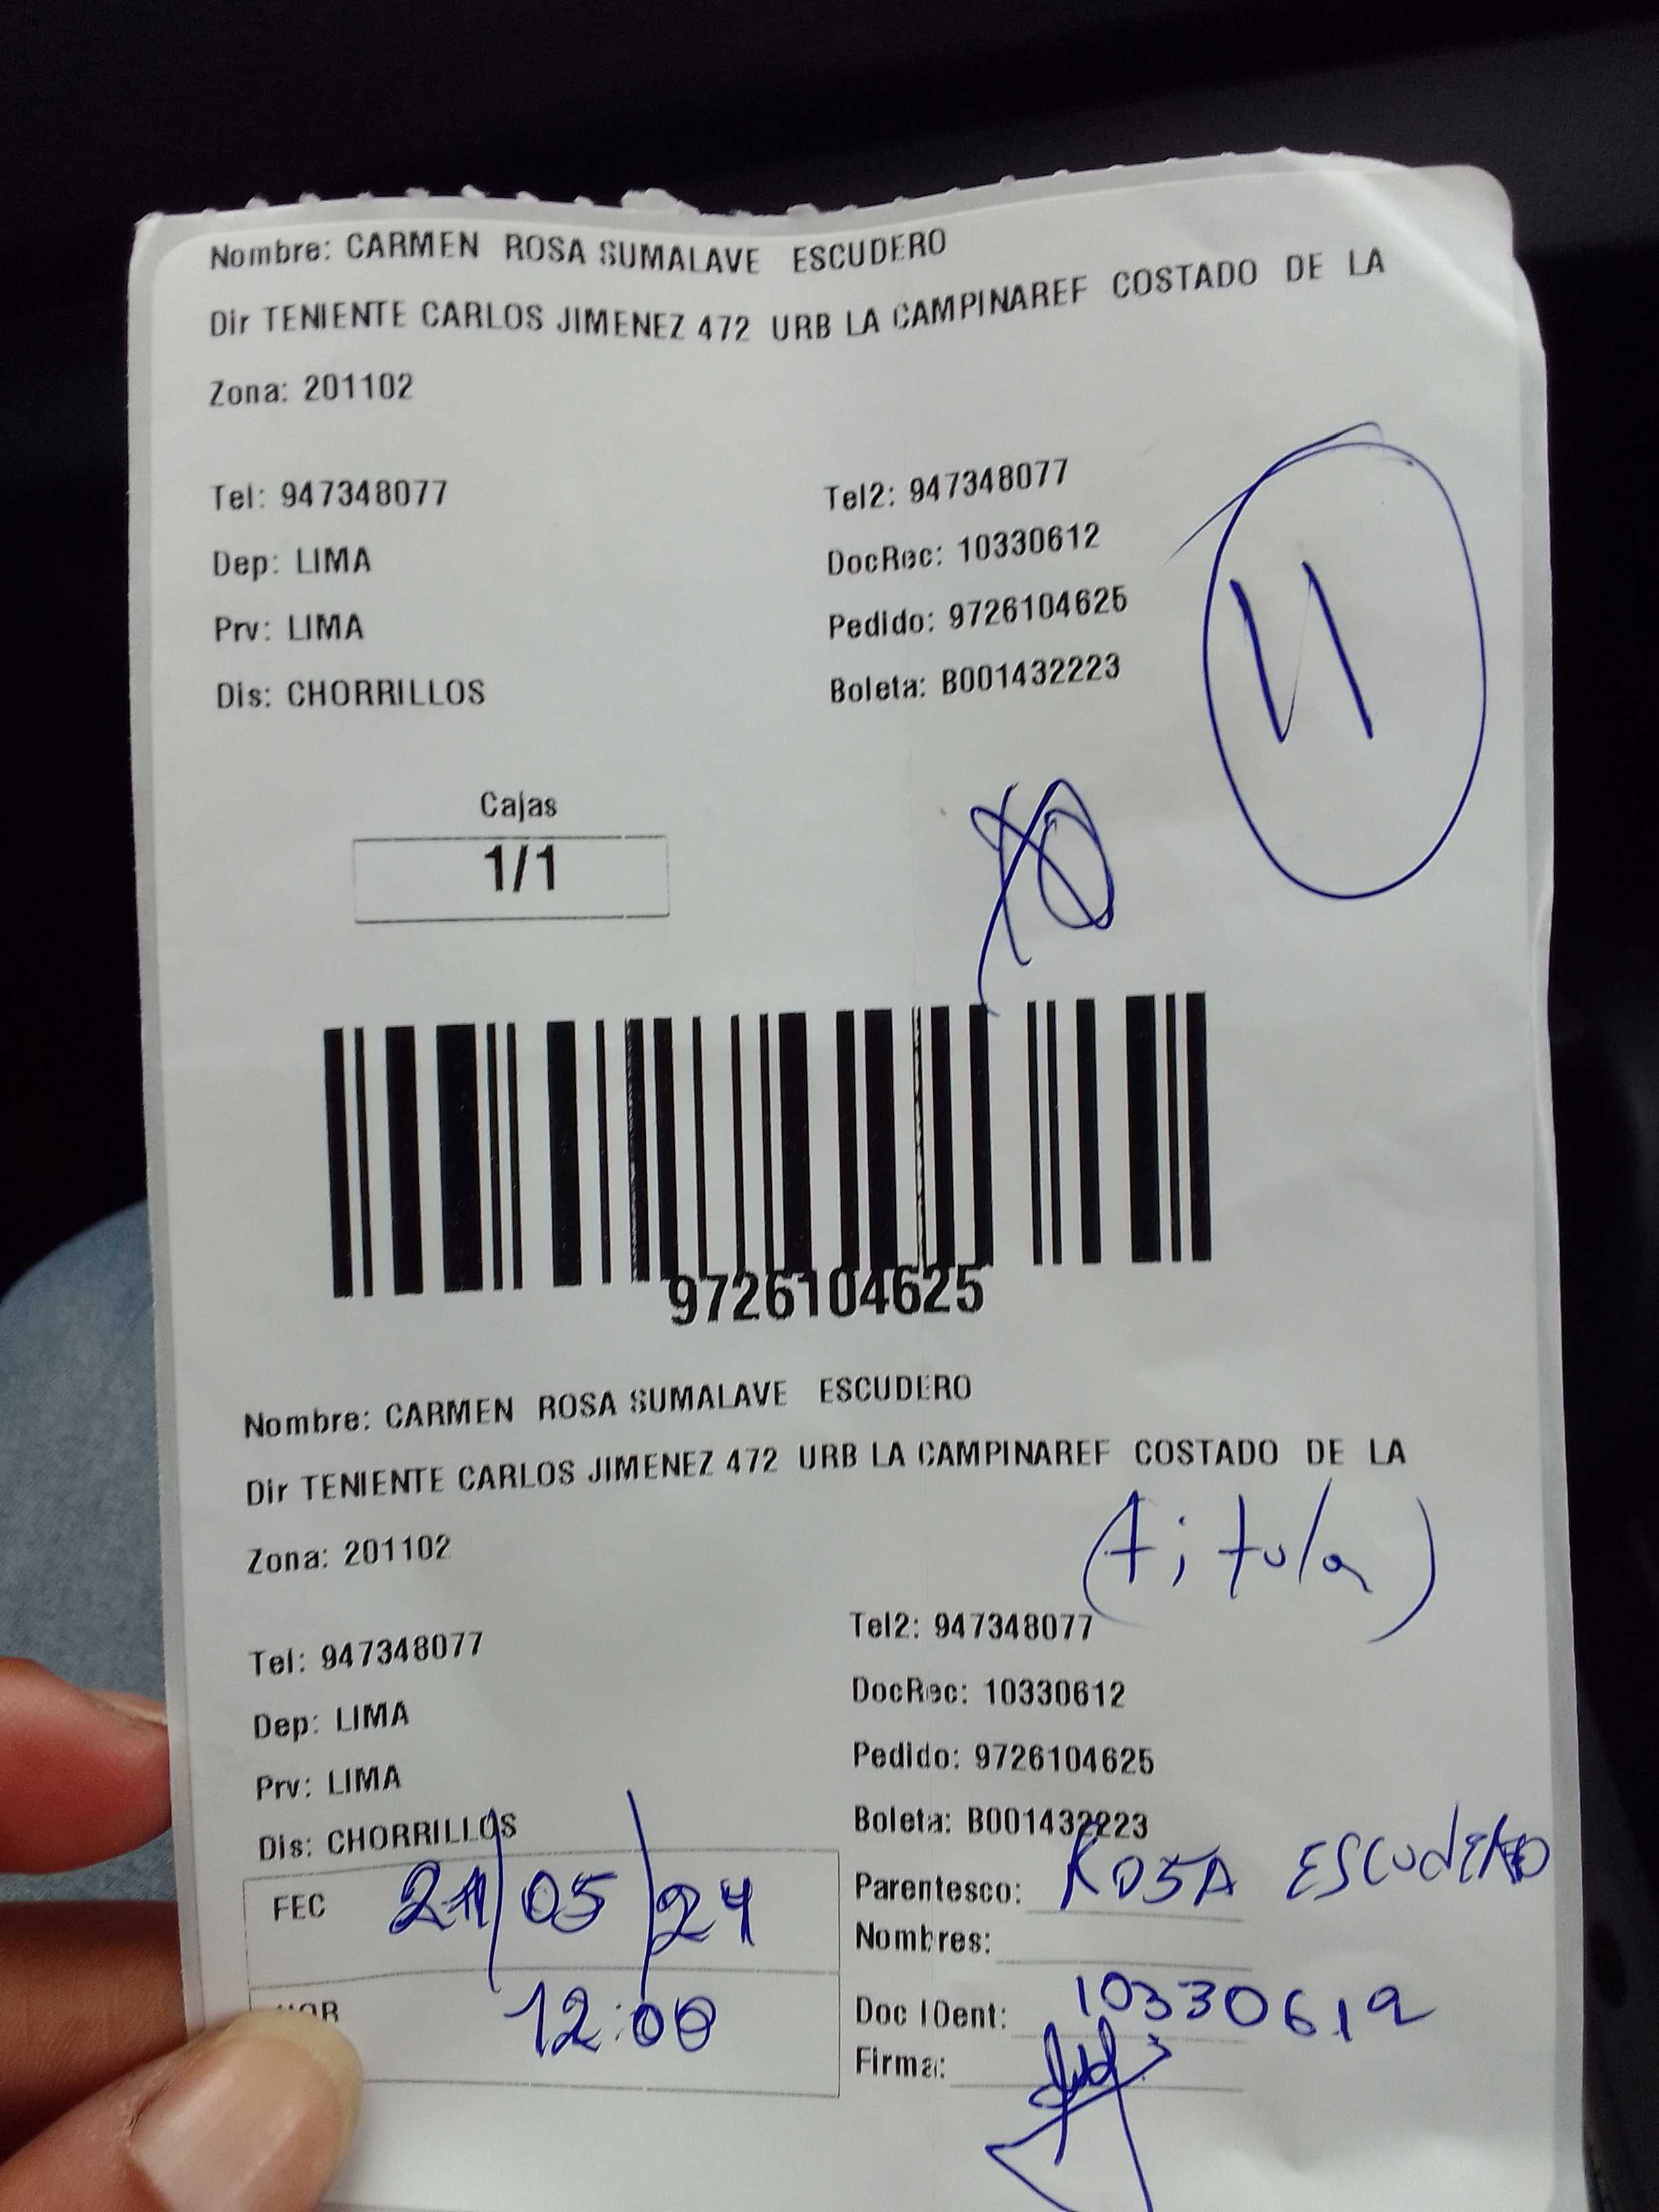 Nombre: CARMEN ROSA SUMALAVE ESCUDERO
Dir TENIENTE CARLOS JIMENEZ 472 URB LA CAMPINAREF COSTADO DE LA
Zona: 201102
Tel: 947348077 Tel2: 947348077
Dep: LIMA DocRec: 10330612
Prv: LIMA Pedido: 9726104625
Dis: CHORRILLOS Boleta: B001432223
11
Cajas
1/1
9726104625
Nombre: CARMEN ROSA SUMALAVE ESCUDERO
Dir TENIENTE CARLOS JIMENEZ 472 URB LA CAMPINAREF COSTADO DE LA
(titular)
Zona: 201102
Tel: 947348077 Tel2: 947348077
Dep: LIMA DocRec: 10330612
Prv: LIMA Pedido: 9726104625
Dis: CHORRILLOS Boleta: B001432223
FEC 21/05/24 Parentesco: ROSA ESCUDERO
Nombres:
HOR 12:00 Doc IDent: 10330612
Firma: